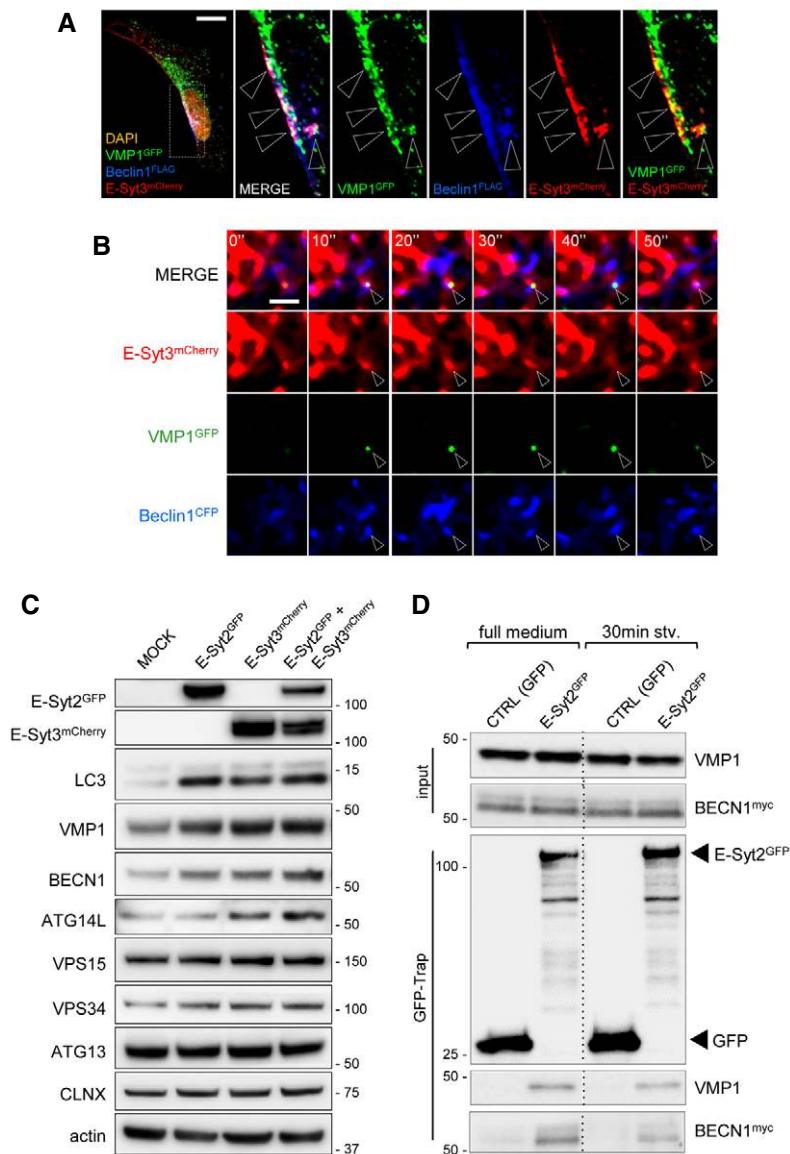 A
DAPI
VMP1GFP
Beclin1FLAG
E-Syt3mCherry
MERGE
VMP1GFP
Beclin1FLAG
E-Syt3mCherry
VMP1GFP
E-Syt3mCherry
B
0'' 10'' 20'' 30'' 40'' 50''
MERGE
E-Syt3mCherry
VMP1GFP
Beclin1CFP
C
MOCK
E-Syt2GFP
E-Syt3mCherry
E-Syt2GFP +
E-Syt3mCherry
E-Syt2GFP
- 100
E-Syt3mCherry
- 100
LC3
- 15
VMP1
50
BECN1
- 50
ATG14L
- 50
VPS15
- 150
VPS34
- 100
ATG13
50
CLNX
- 75
actin
- 37
D
full medium
30min stv.
CTRL (GFP)
E-Syt2GFP
CTRL (GFP)
E-Syt2GFP
input
50 -
VMP1
BECN1myc
50 -
GFP-Trap
100 -
E-Syt2GFP
GFP
25 -
50 -
VMP1
BECN1myc
50 -